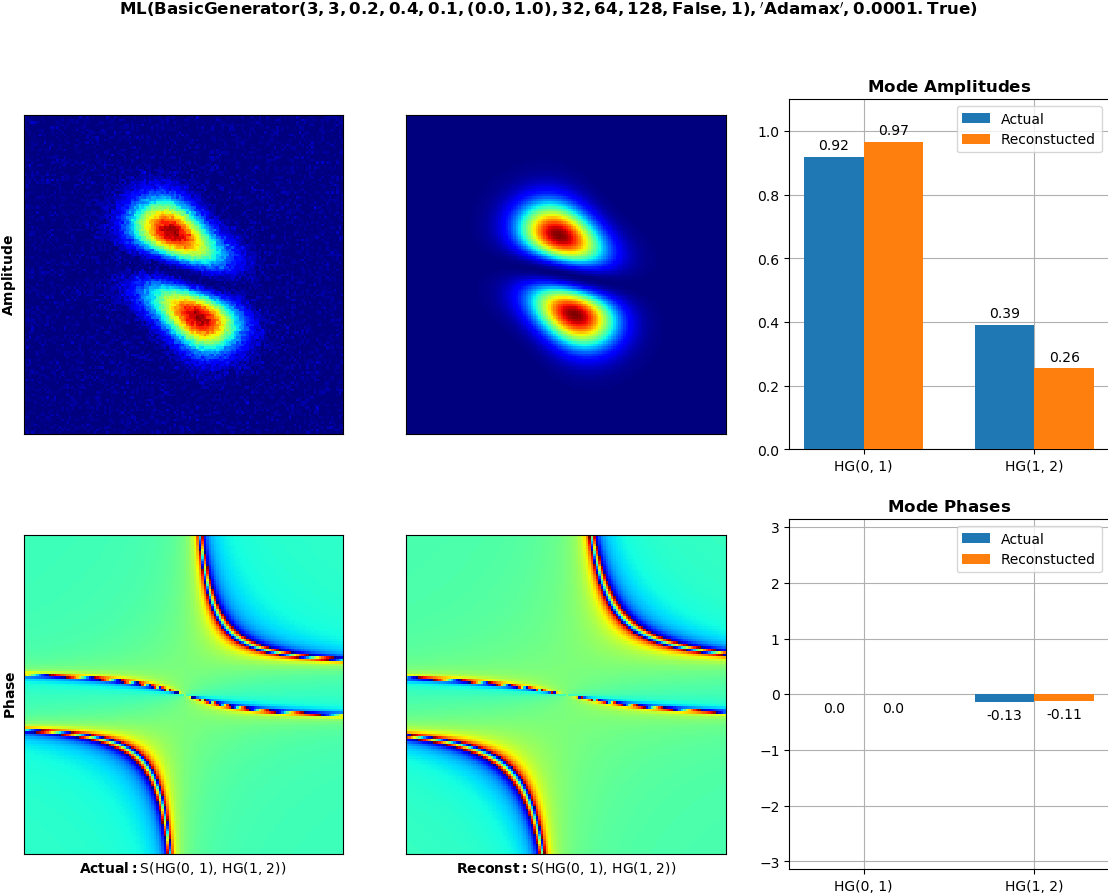 ML(BasicGenerator(3, 3, 0.2, 0.4, 0.1, (0.0, 1.0), 32, 64, 128, False, 1), ′Adamax′, 0.0001. True)
Amplitude
Mode Amplitudes
Actual
Reconstucted
1.0
0.8
0.6
0.4
0.2
0.0
0.92
0.97
0.39
0.26
HG(0, 1)
HG(1, 2)
Phase
Actual: S(HG(0, 1), HG(1, 2))
Reconst: S(HG(0, 1), HG(1, 2))
Mode Phases
Actual
Reconstucted
3
2
1
0
−1
−2
−3
0.0
0.0
-0.13
-0.11
HG(0, 1)
HG(1, 2)